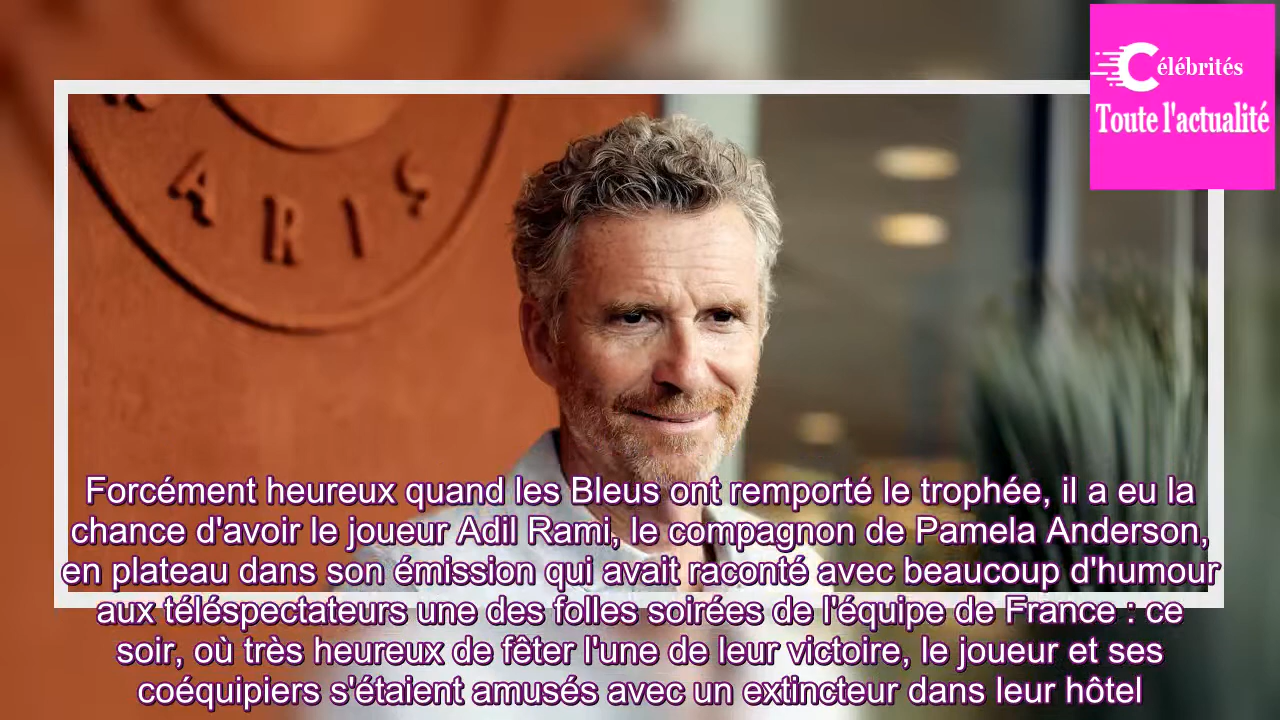 Célébrités
Toute l'actualité
PARIS
Forcément heureux quand les Bleus ont remporté le trophée, il a eu la
chance d'avoir le joueur Adil Rami, le compagnon de Pamela Anderson,
en plateau dans son émission qui avait raconté avec beaucoup d'humour
aux téléspectateurs une des folles soirées de l'équipe de France : ce
soir, où très heureux de fêter l'une de leur victoire, le joueur et ses
coéquipiers s'étaient amusés avec un extincteur dans leur hôtel